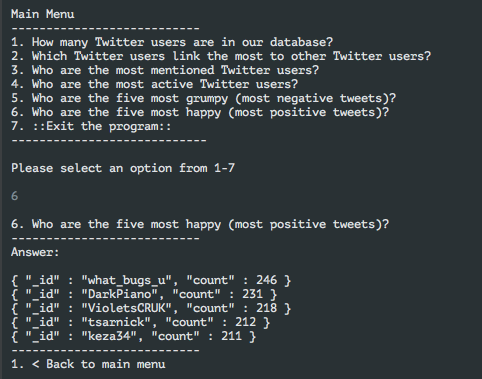 Main Menu
---------------------------
1. How many Twitter users are in our database?
2. Which Twitter users link the most to other Twitter users?
3. Who are the most mentioned Twitter users?
4. Who are the most active Twitter users?
5. Who are the five most grumpy (most negative tweets)?
6. Who are the five most happy (most positive tweets)?
7. ::Exit the program::
----------------------------
Please select an option from 1-7
6
6. Who are the five most happy (most positive tweets)?
---------------------------
Answer:
{ "_id" : "what_bugs_u", "count" : 246 }
{ "_id" : "DarkPiano", "count" : 231 }
{ "_id" : "VioletsCRUK", "count" : 218 }
{ "_id" : "tsarnick", "count" : 212 }
{ "_id" : "keza34", "count" : 211 }
---------------------------
1. < Back to main menu